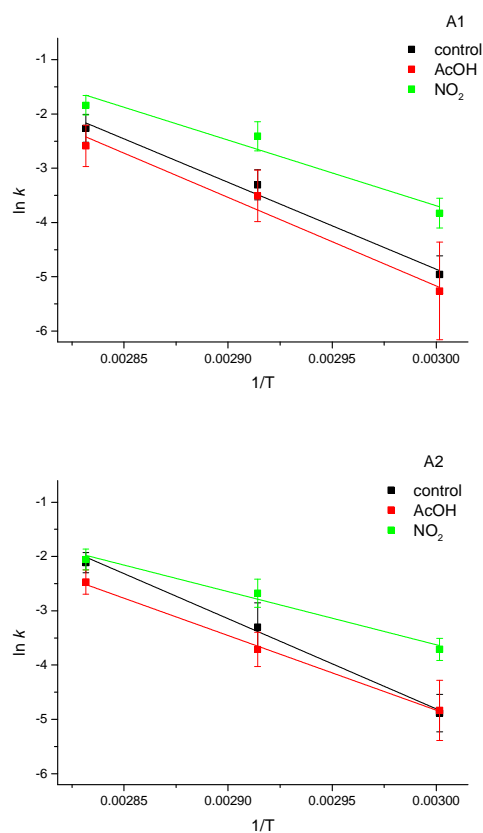 A1
control
AcOH
NO₂
-1
-2
-3
-4
-5
-6
ln k
0.00285 0.00290 0.00295 0.00300
1/T
A2
control
AcOH
NO₂
-1
-2
-3
-4
-5
-6
ln k
0.00285 0.00290 0.00295 0.00300
1/T